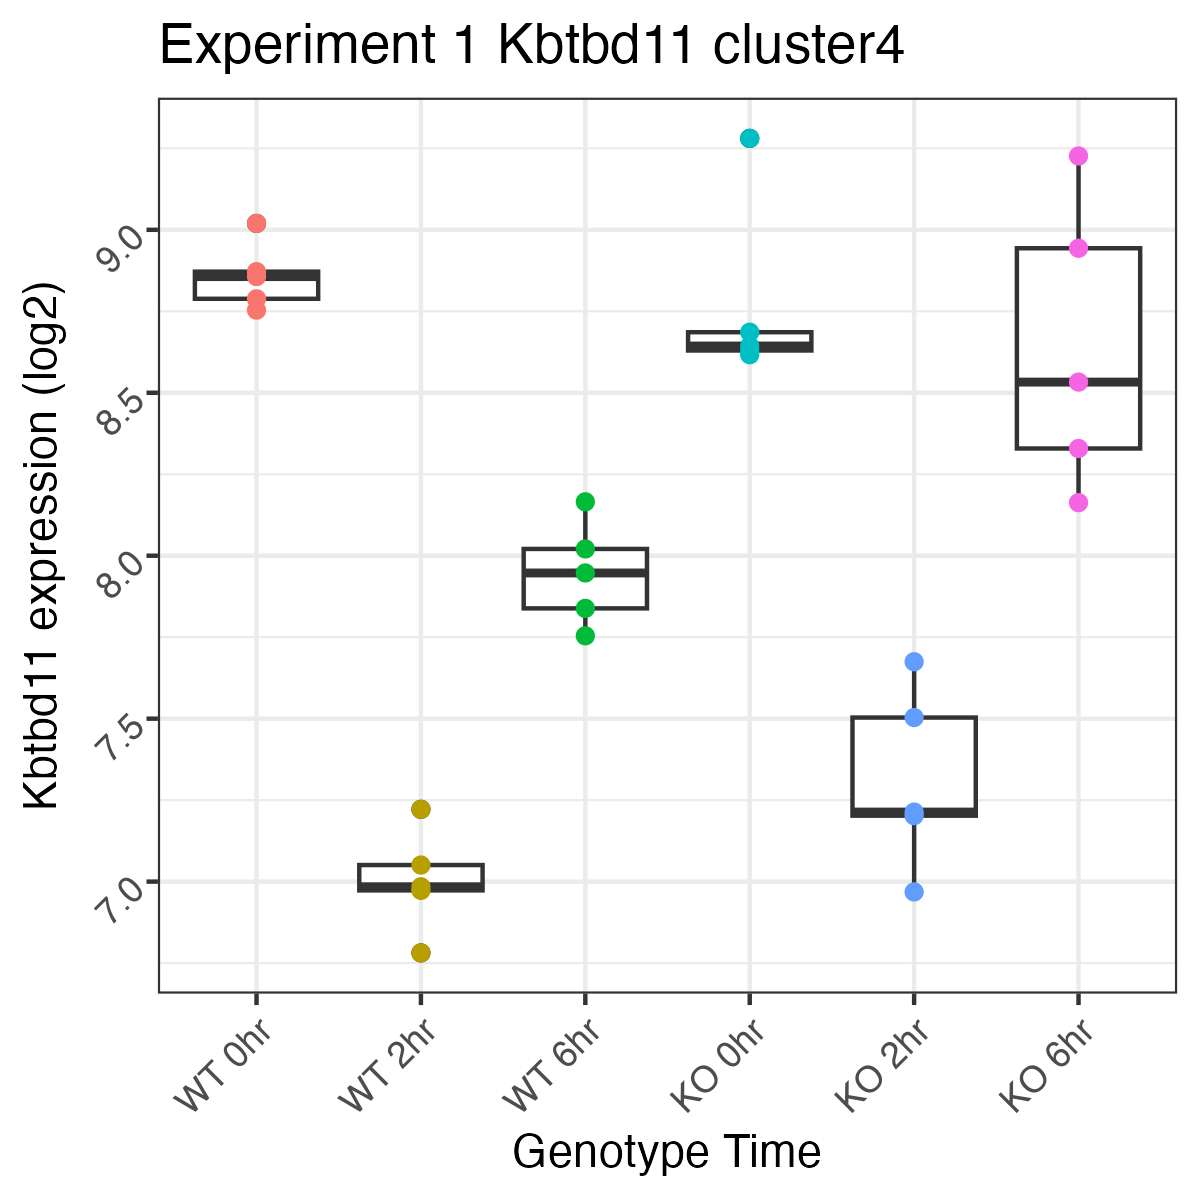 Experiment 1 Kbtbd11 cluster4
Kbtbd11 expression (log2)
9.0
8.5
8.0
7.5
7.0
WT 0hr
WT 2hr
WT 6hr
KO 0hr
KO 2hr
KO 6hr
Genotype Time